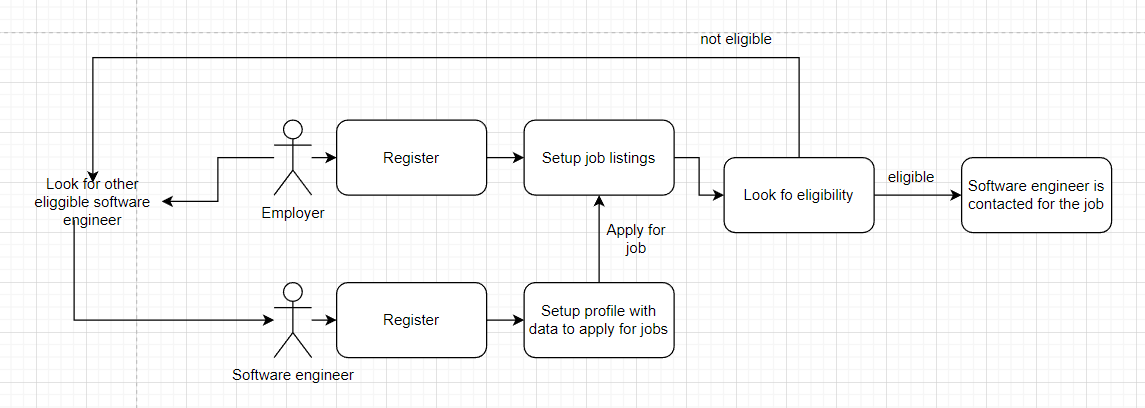 not eligible
Register
Setup job listings
Look for other
eliggible software
engineer
Employer
Look fo eligibility
eligible
Software engineer is
contacted for the job
Apply for
job
Register
Setup profile with
data to apply for jobs
Software engineer